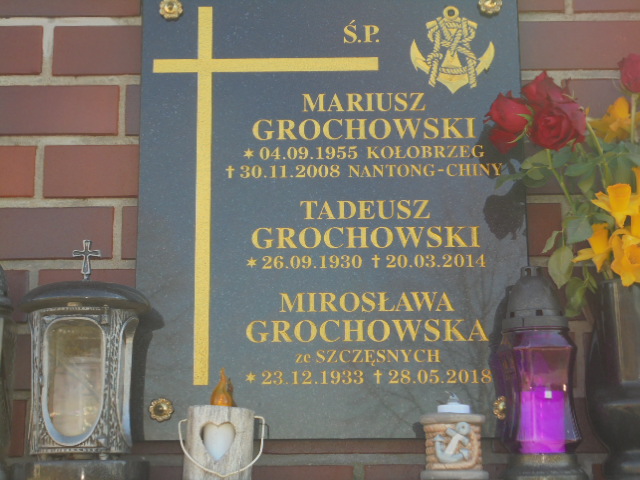 Ś.P.
MARIUSZ
GROCHOWSKI
✶ 04.09.1955 KOŁOBRZEG
✝ 30.11.2008 NANTONG-CHINY
TADEUSZ
GROCHOWSKI
✶ 26.09.1930 ✝ 20.03.2014
MIROSŁAWA
GROCHOWSKA
ze SZCZĘSNYCH
✶ 23.12.1933 ✝ 28.05.2018